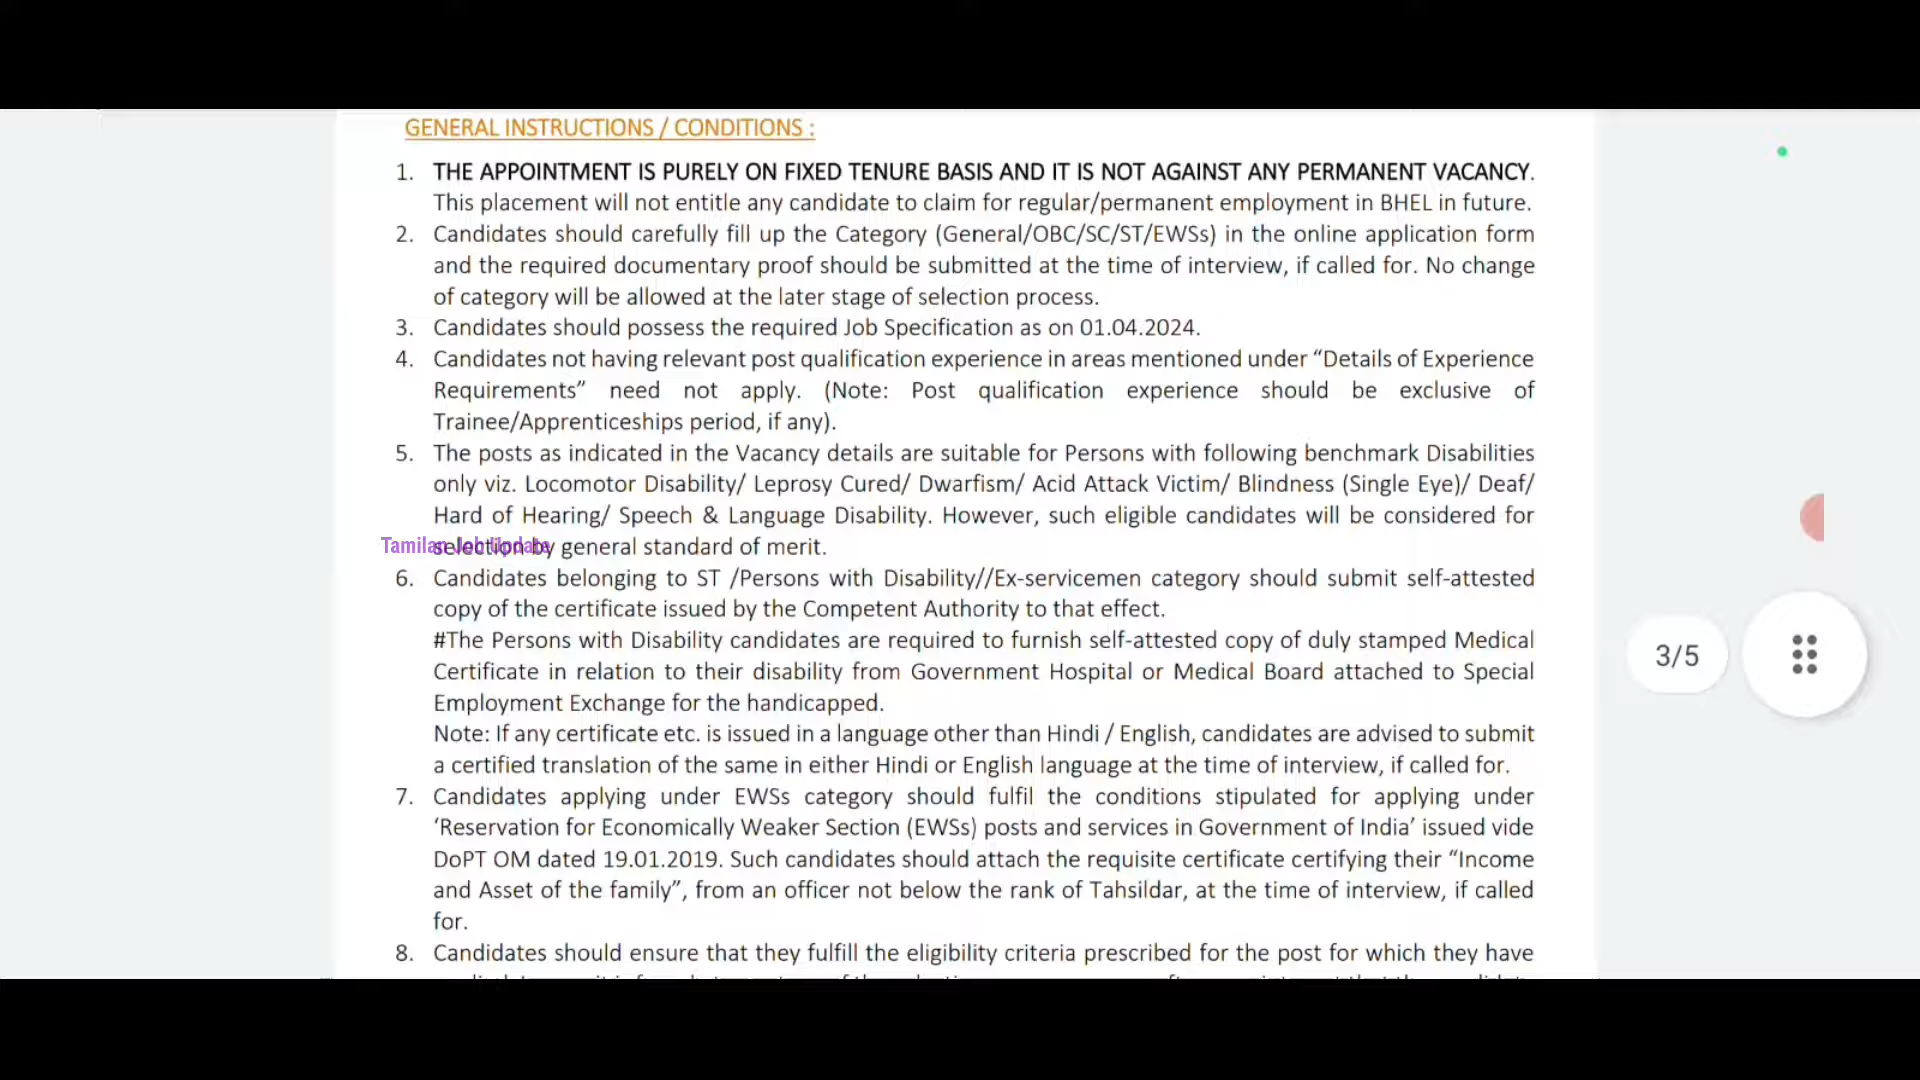 GENERAL INSTRUCTIONS / CONDITIONS :
1. THE APPOINTMENT IS PURELY ON FIXED TENURE BASIS AND IT IS NOT AGAINST ANY PERMANENT VACANCY.
This placement will not entitle any candidate to claim for regular/permanent employment in BHEL in future.
2. Candidates should carefully fill up the Category (General/OBC/SC/ST/EWSs) in the online application form
and the required documentary proof should be submitted at the time of interview, if called for. No change
of category will be allowed at the later stage of selection process.
3. Candidates should possess the required Job Specification as on 01.04.2024.
4. Candidates not having relevant post qualification experience in areas mentioned under “Details of Experience
Requirements” need not apply. (Note: Post qualification experience should be exclusive of
Trainee/Apprenticeships period, if any).
5. The posts as indicated in the Vacancy details are suitable for Persons with following benchmark Disabilities
only viz. Locomotor Disability/ Leprosy Cured/ Dwarfism/ Acid Attack Victim/ Blindness (Single Eye)/ Deaf/
Hard of Hearing/ Speech & Language Disability. However, such eligible candidates will be considered for
selection by general standard of merit.
Tamilan Job Update
6. Candidates belonging to ST /Persons with Disability//Ex-servicemen category should submit self-attested
copy of the certificate issued by the Competent Authority to that effect.
#The Persons with Disability candidates are required to furnish self-attested copy of duly stamped Medical
Certificate in relation to their disability from Government Hospital or Medical Board attached to Special
Employment Exchange for the handicapped.
3/5
Note: If any certificate etc. is issued in a language other than Hindi / English, candidates are advised to submit
a certified translation of the same in either Hindi or English language at the time of interview, if called for.
7. Candidates applying under EWSs category should fulfil the conditions stipulated for applying under
‘Reservation for Economically Weaker Section (EWSs) posts and services in Government of India’ issued vide
DoPT OM dated 19.01.2019. Such candidates should attach the requisite certificate certifying their “Income
and Asset of the family”, from an officer not below the rank of Tahsildar, at the time of interview, if called
for.
8. Candidates should ensure that they fulfill the eligibility criteria prescribed for the post for which they have